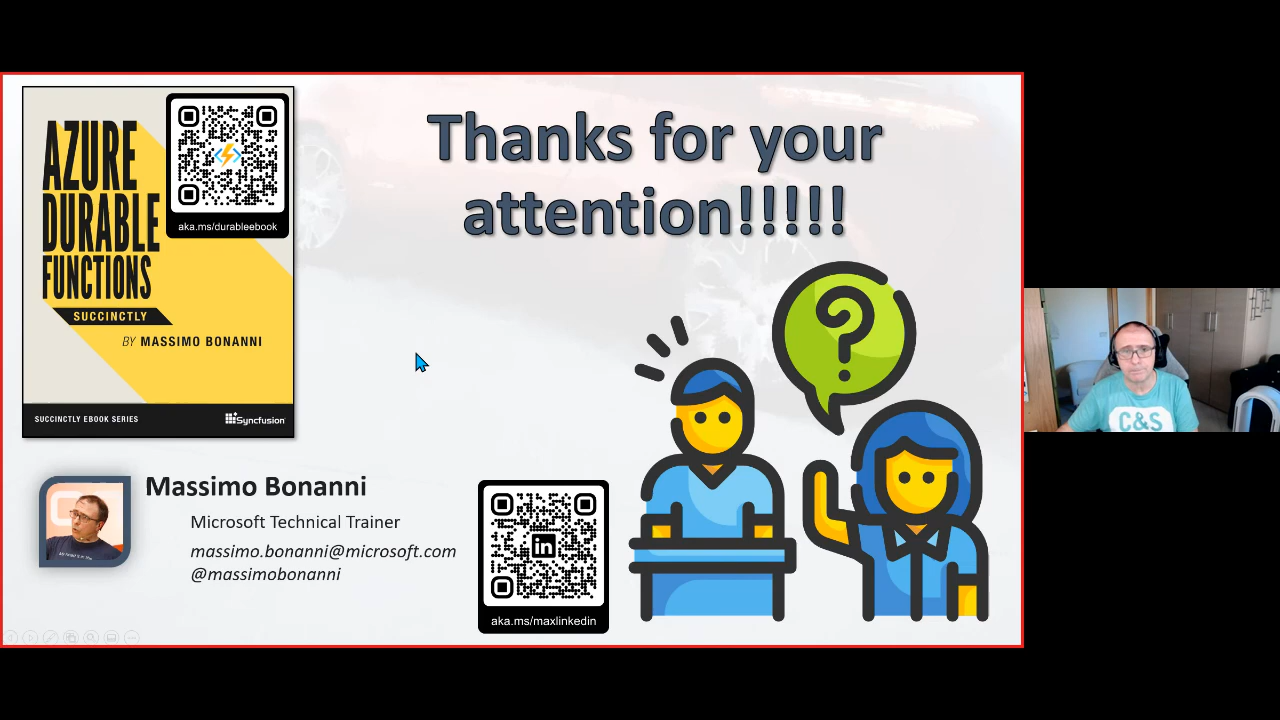 AZURE
DURABLE
FUNCTIONS
SUCCINCTLY
BY MASSIMO BONANNI
SUCCINCTLY EBOOK SERIES
Syncfusion
aka.ms/durableebook
Thanks for your
attention!!!!!
?
Massimo Bonanni
Microsoft Technical Trainer
massimo.bonanni@microsoft.com
@massimobonanni
in
aka.ms/maxlinkedin
C&S